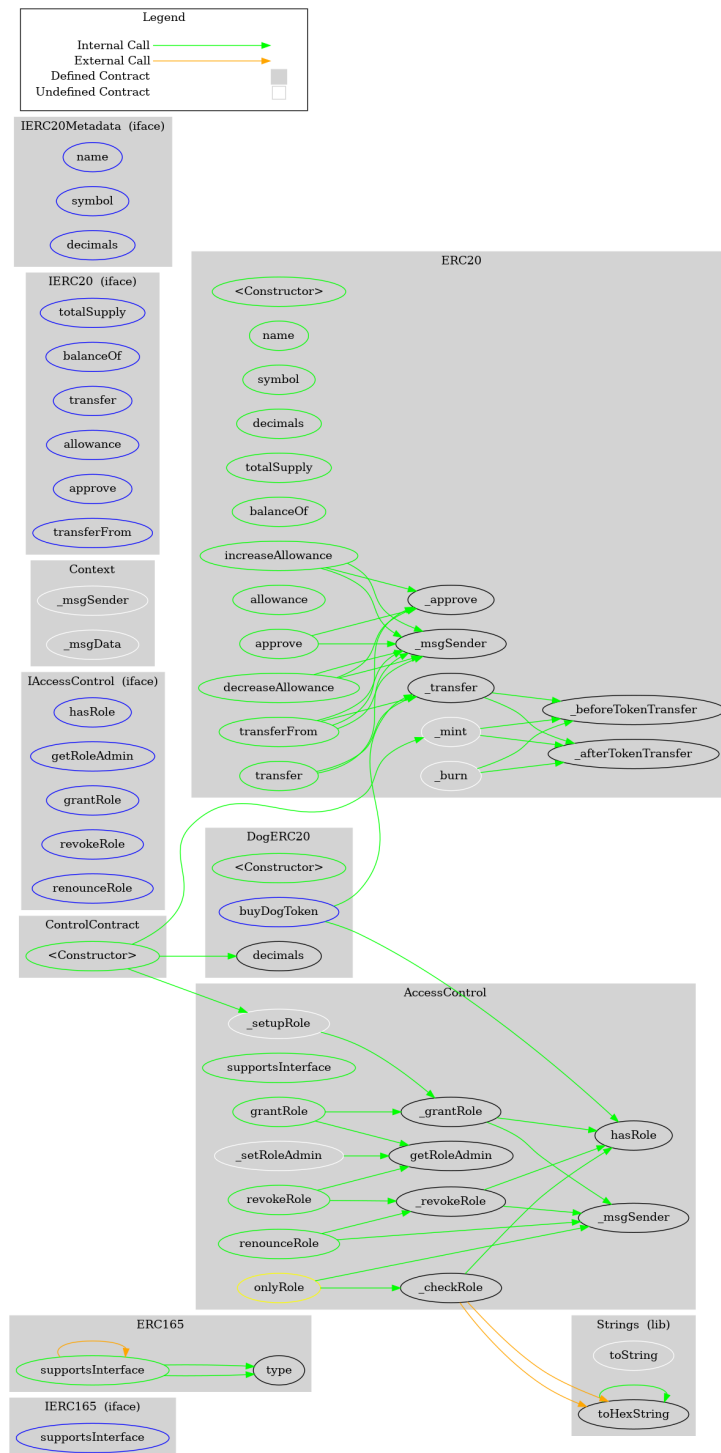 Legend
Internal Call
External Call
Defined Contract
Undefined Contract
IERC20Metadata (iface)
name
symbol
decimals
IERC20 (iface)
totalSupply
balanceOf
transfer
allowance
approve
transferFrom
Context
_msgSender
_msgData
IAccessControl (iface)
hasRole
getRoleAdmin
grantRole
revokeRole
renounceRole
ControlContract
<Constructor>
ERC20
<Constructor>
name
symbol
decimals
totalSupply
balanceOf
increaseAllowance
allowance
approve
decreaseAllowance
transferFrom
transfer
_approve
_msgSender
_transfer
_mint
_burn
_beforeTokenTransfer
_afterTokenTransfer
DogERC20
<Constructor>
buyDogToken
decimals
AccessControl
_setupRole
supportsInterface
grantRole
_setRoleAdmin
revokeRole
renounceRole
onlyRole
_grantRole
getRoleAdmin
_revokeRole
_checkRole
hasRole
_msgSender
ERC165
supportsInterface
type
Strings (lib)
toString
toHexString
IERC165 (iface)
supportsInterface